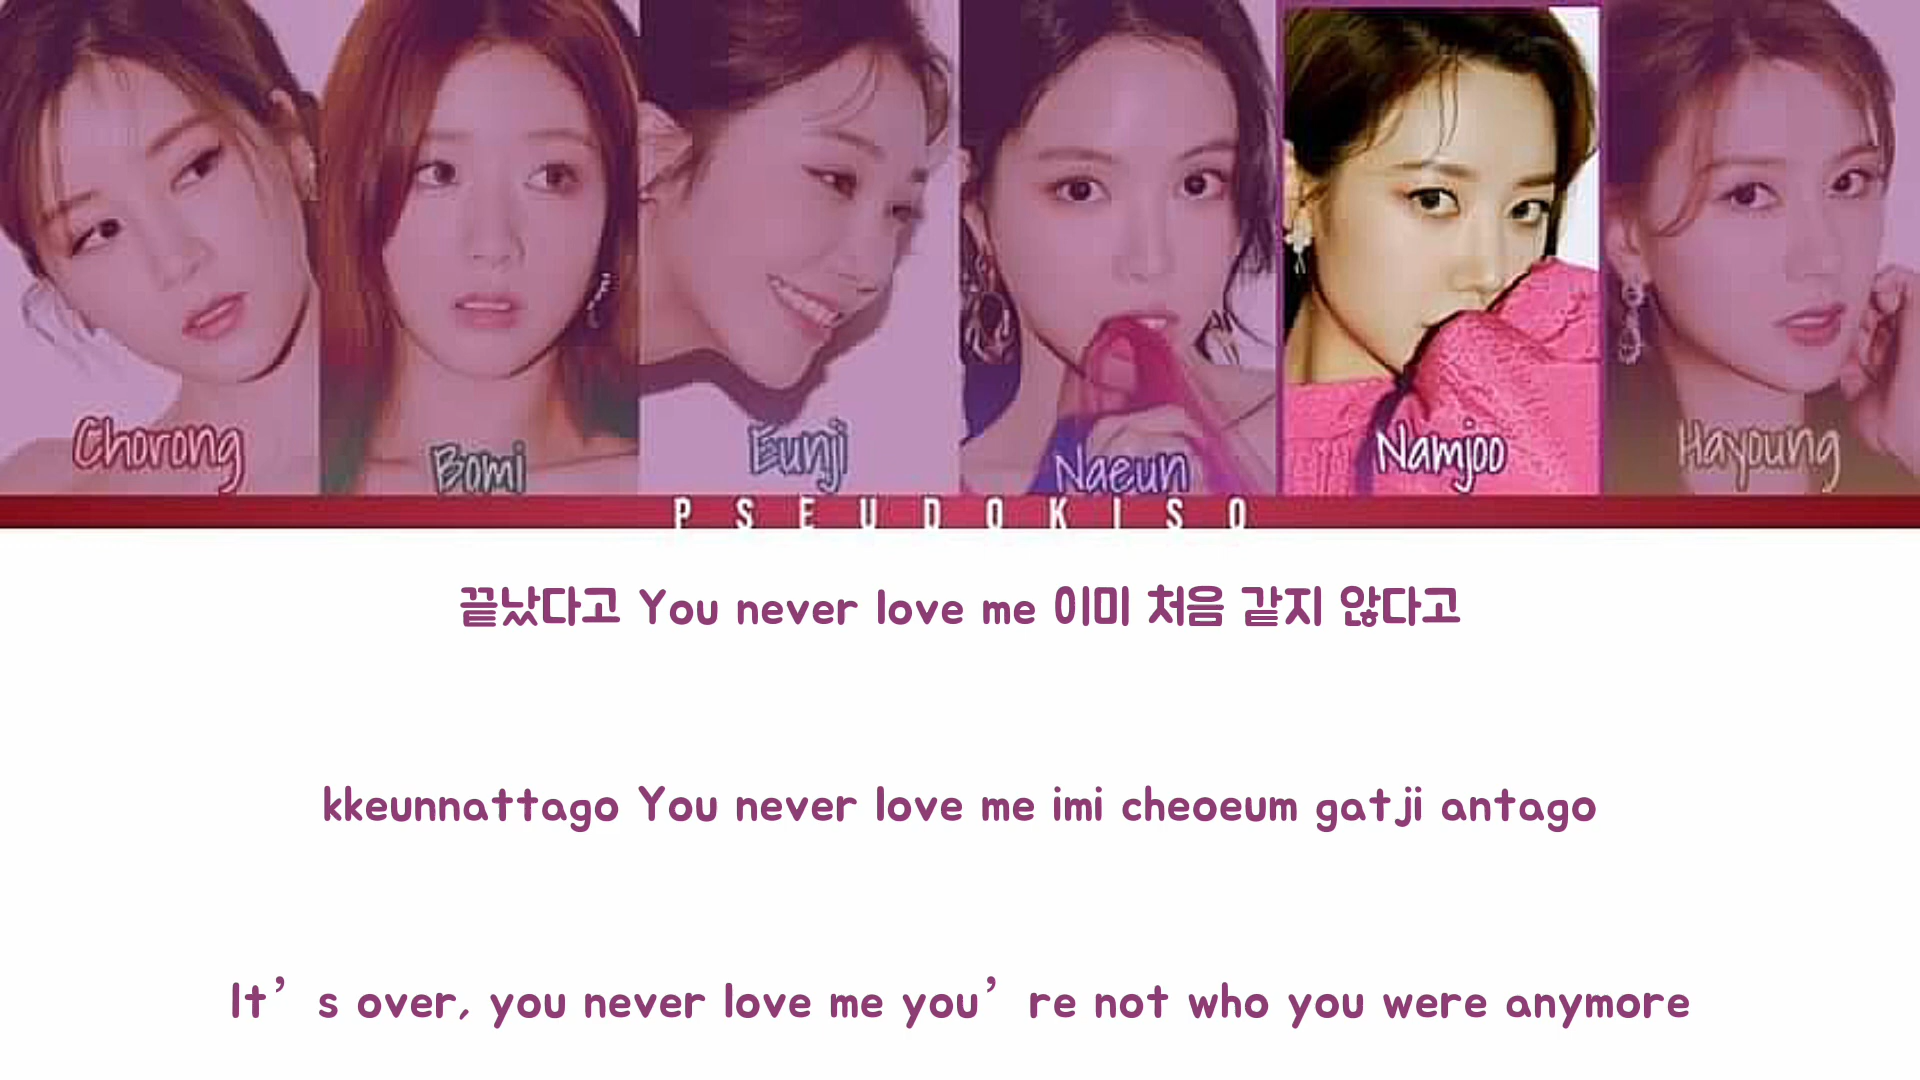 Chorong
Bomi
Eunji
Naeun
Namjoo
Hayoung
PSEUDOKISO
끝났다고 You never love me 이미 처음 같지 않다고
kkeunnattago You never love me imi cheoeum gatji antago
It’s over, you never love me you’re not who you were anymore